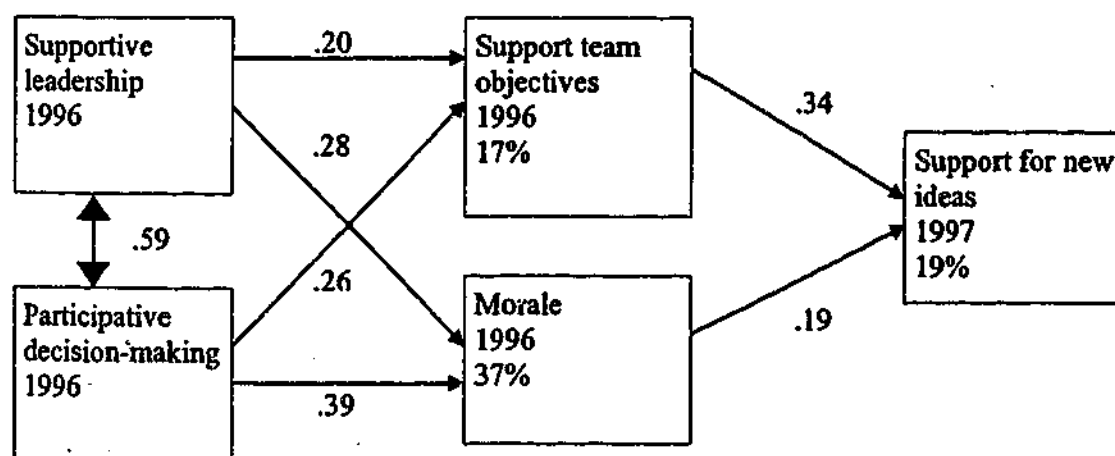 Supportive
leadership
1996
.20
Support team
objectives
1996
17%
.34
.28
Support for new
ideas
1997
19%
.59
.26
Participative
decision-making
1996
.39
Morale
1996
37%
.19